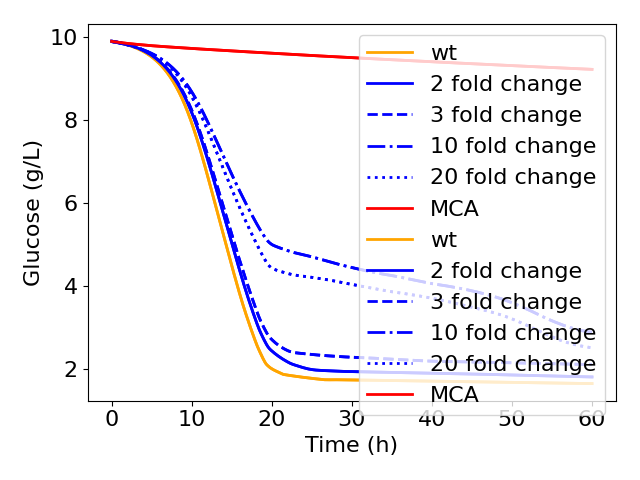 10
8
6
4
2
Glucose (g/L)
wt
2 fold change
3 fold change
10 fold change
20 fold change
MCA
wt
2 fold change
3 fold change
10 fold change
20 fold change
MCA
0 10 20 30 40 50 60
Time (h)